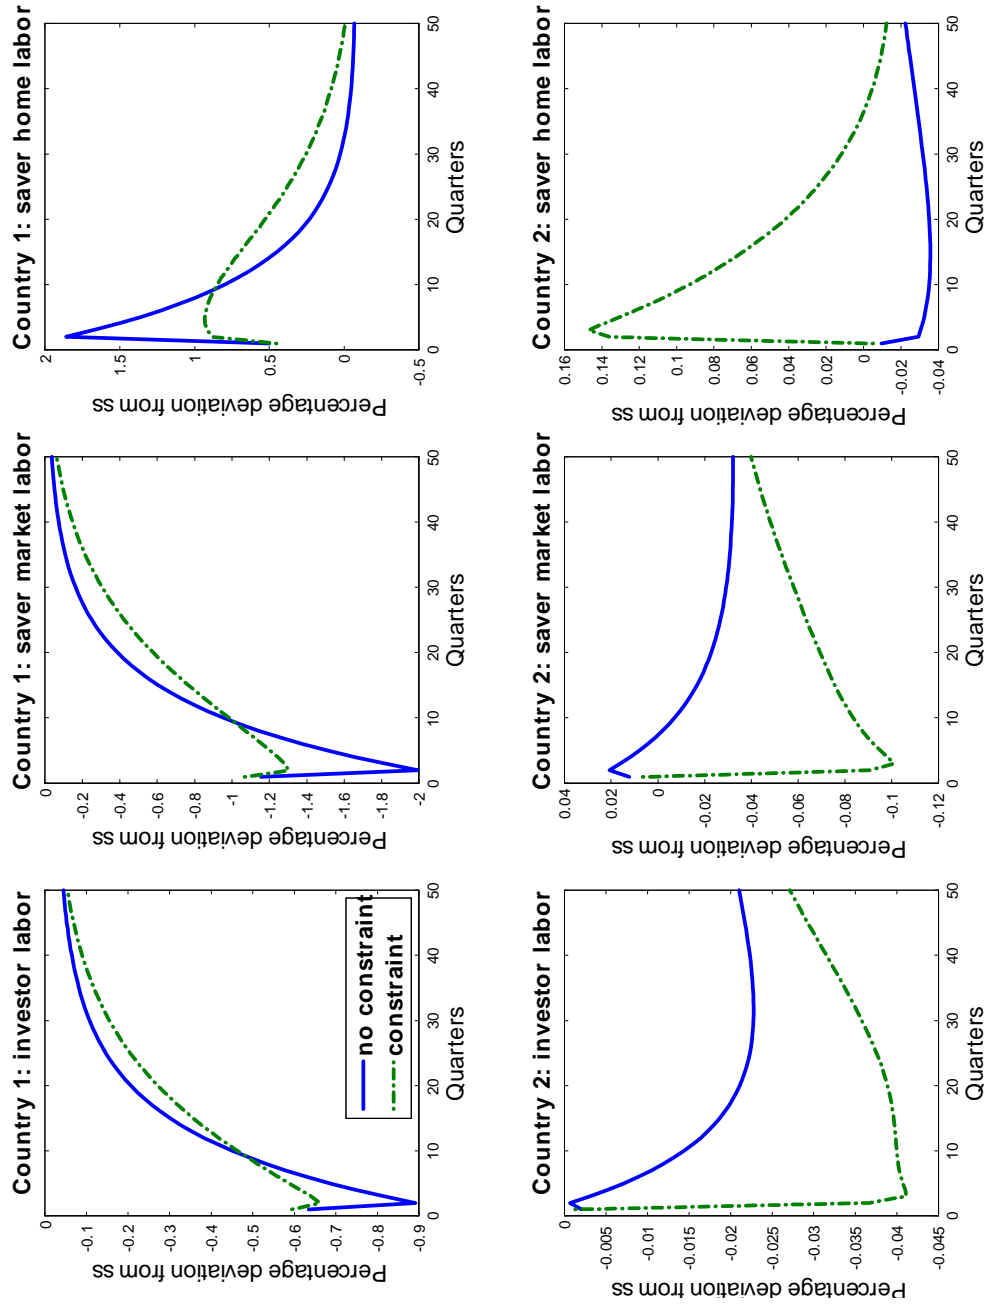 Country 1: investor labor
0
-0.1
-0.2
-0.3
-0.4
-0.5
-0.6
-0.7
-0.8
-0.9
Percentage deviation from ss
no constraint
constraint
0 10 20 30 40 50
Quarters
Country 1: saver market labor
0
-0.2
-0.4
-0.6
-0.8
-1
-1.2
-1.4
-1.6
-1.8
-2
Percentage deviation from ss
0 10 20 30 40 50
Quarters
Country 1: saver home labor
2
1.5
1
0.5
0
-0.5
Percentage deviation from ss
0 10 20 30 40 50
Quarters
Country 2: investor labor
0
-0.005
-0.01
-0.015
-0.02
-0.025
-0.03
-0.035
-0.04
-0.045
Percentage deviation from ss
0 10 20 30 40 50
Quarters
Country 2: saver market labor
0.04
0.02
0
-0.02
-0.04
-0.06
-0.08
-0.1
-0.12
Percentage deviation from ss
0 10 20 30 40 50
Quarters
Country 2: saver home labor
0.16
0.14
0.12
0.1
0.08
0.06
0.04
0.02
0
-0.02
-0.04
Percentage deviation from ss
0 10 20 30 40 50
Quarters